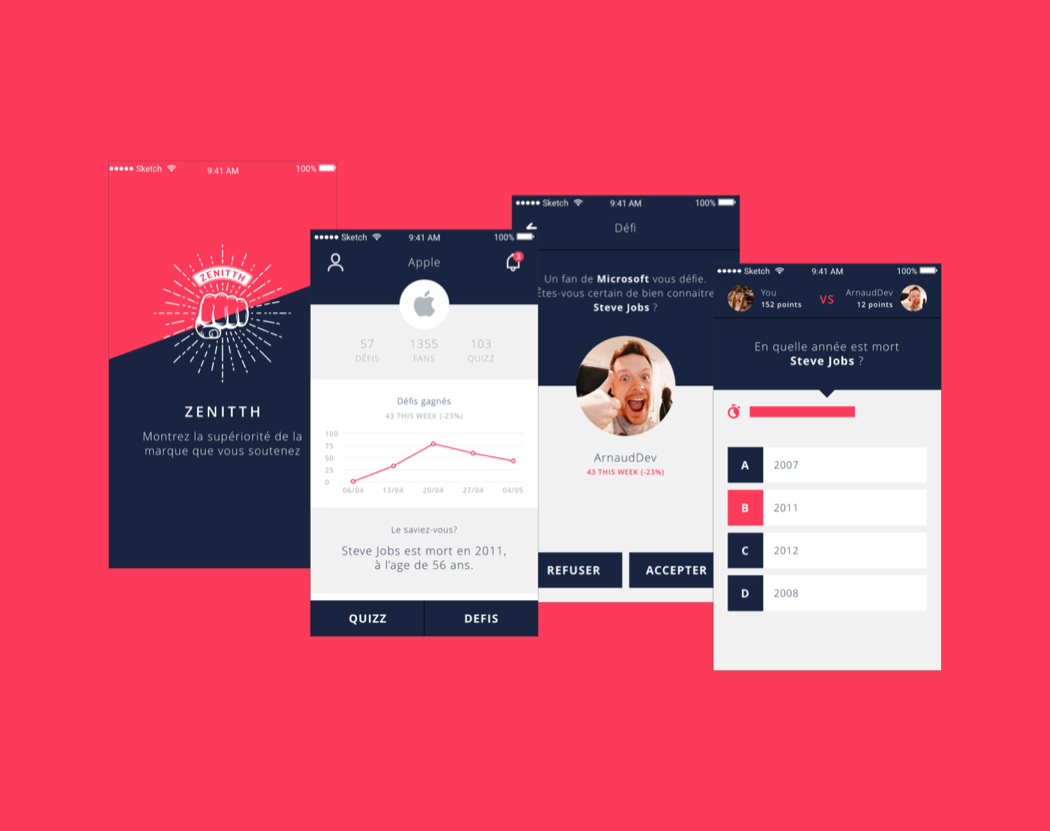 Sketch
9:41 AM
100%
ZENITTH
ZENITTH
Montrez la supériorité de la
marque que vous soutenez
Sketch
9:41 AM
100%
Apple
3
57
1355
103
DÉFIS
FANS
QUIZZ
Défis gagnés
43 THIS WEEK (-23%)
100
75
50
25
0
06/04
13/04
20/04
27/04
04/05
Le saviez-vous?
Steve Jobs est mort en 2011,
à l'age de 56 ans.
QUIZZ
DEFIS
Sketch
9:41 AM
100%
Défi
Un fan de Microsoft vous défie.
Êtes-vous certain de bien connaitre
Steve Jobs ?
ArnaudDev
43 THIS WEEK (-23%)
REFUSER
ACCEPTER
Sketch
9:41 AM
100%
You
152 points
VS
ArnaudDev
12 points
En quelle année est mort
Steve Jobs ?
A 2007
B 2011
C 2012
D 2008